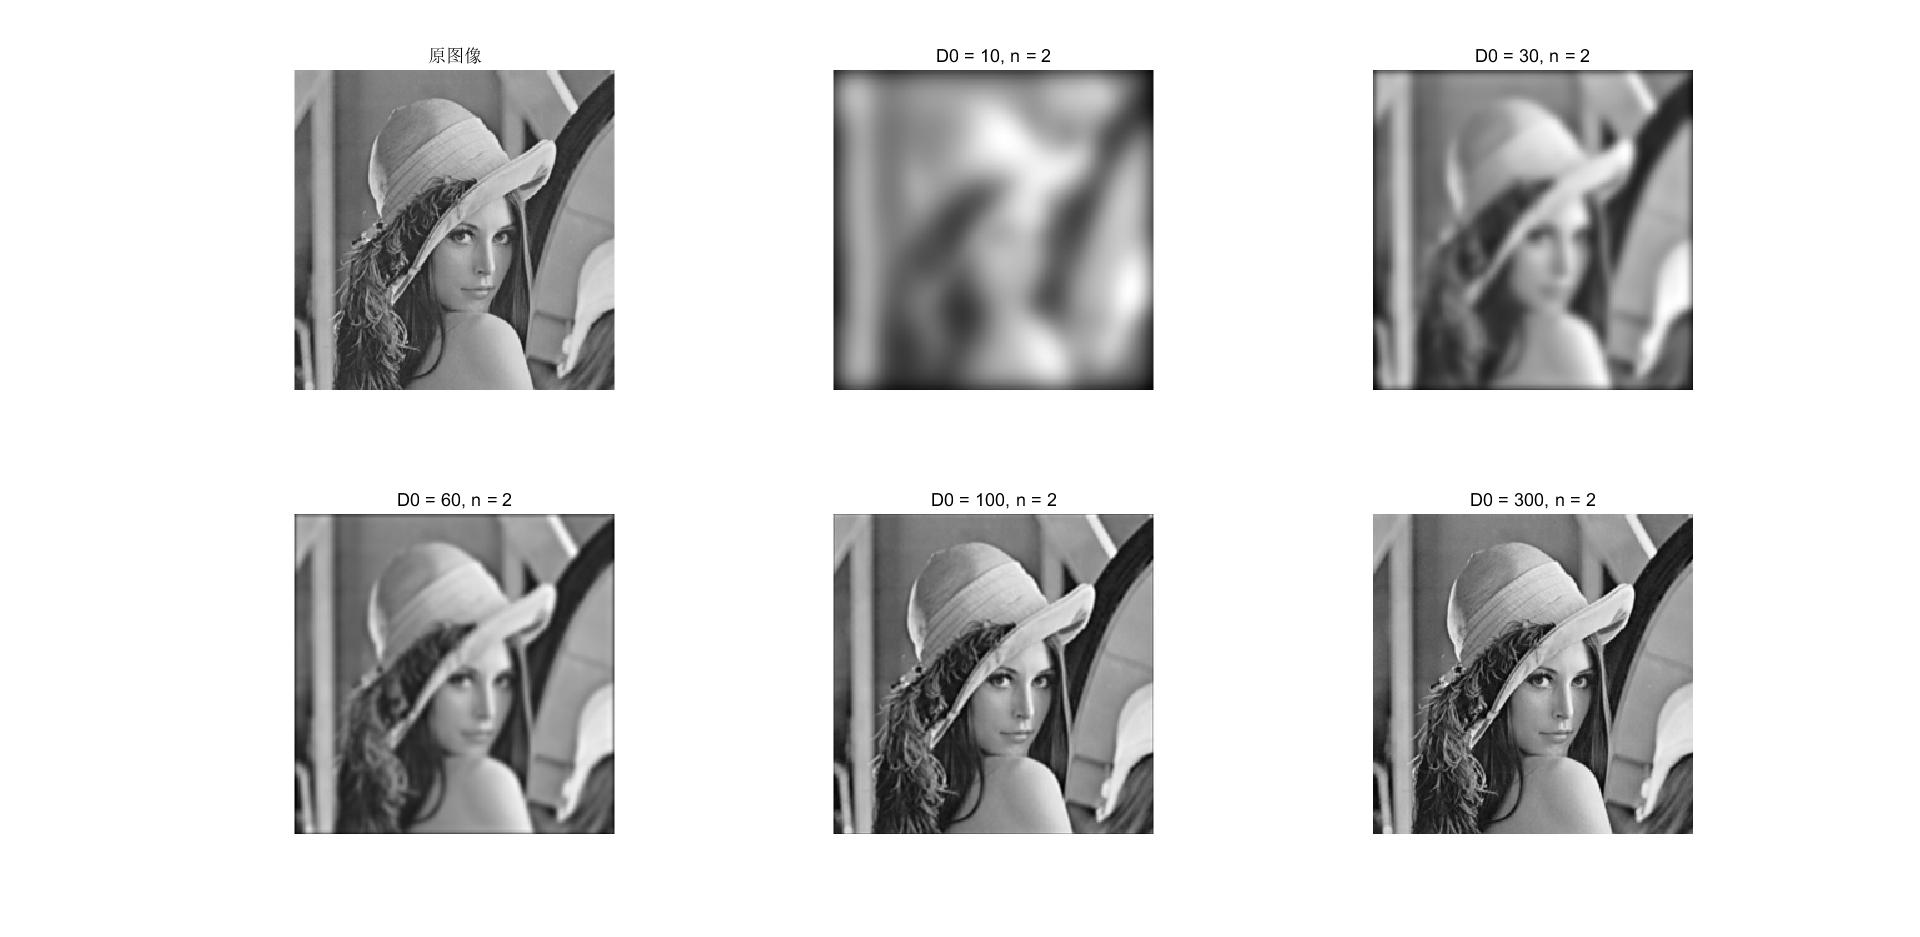 原图像
D0 = 10, n = 2
D0 = 30, n = 2
D0 = 60, n = 2
D0 = 100, n = 2
D0 = 300, n = 2